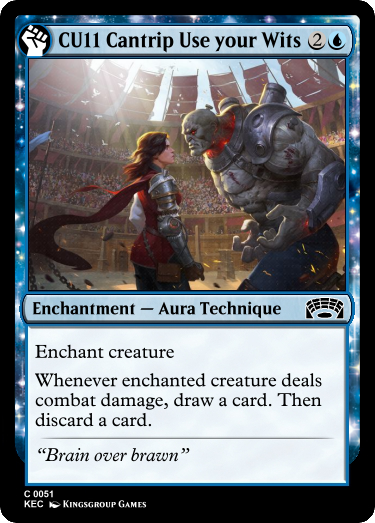 CU11 Cantrip Use your Wits 2
Enchantment — Aura Technique
Enchant creature
Whenever enchanted creature deals
combat damage, draw a card. Then
discard a card.
“Brain over brawn”
C 0051
KEC Kingsgroup Games